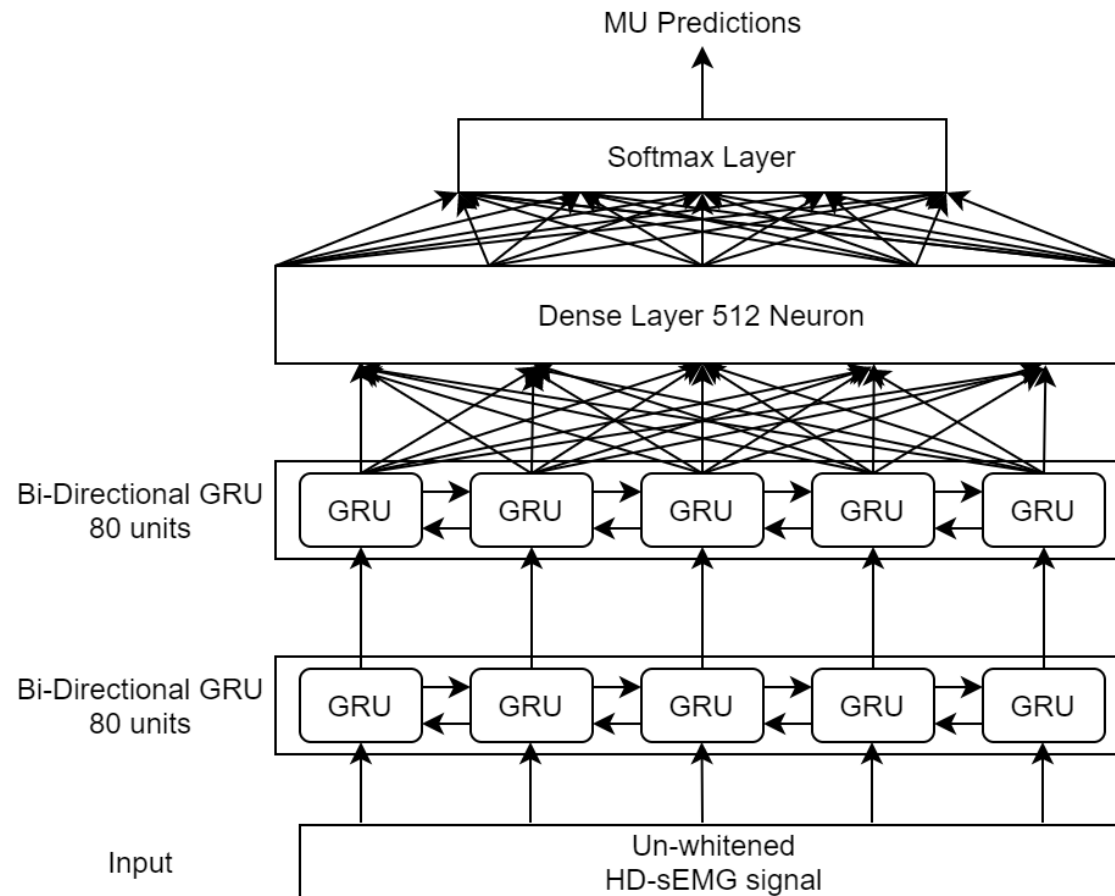 MU Predictions
Softmax Layer
Dense Layer 512 Neuron
Bi-Directional GRU
80 units
GRU GRU GRU GRU GRU
Bi-Directional GRU
80 units
GRU GRU GRU GRU GRU
Input
Un-whitened
HD-sEMG signal